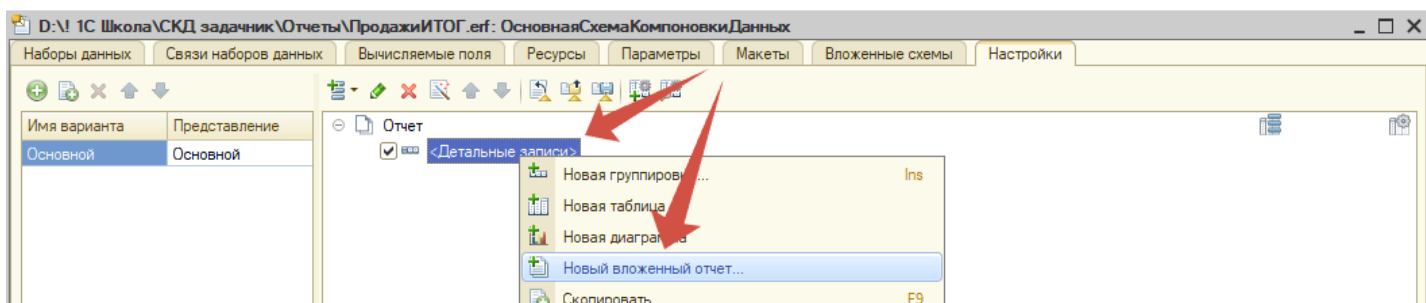 D:\! 1С Школа\СКД задачник\Отчеты\ПродажиИТОГ.erf: ОсновнаяСхемаКомпоновкиДанных
Наборы данных Связи наборов данных Вычисляемые поля Ресурсы Параметры Макеты Вложенные схемы Настройки
Имя варианта Представление
Отчет
Основной Основной
<Детальные записи>
Новая группировка... Ins
Новая таблица
Новая диаграмма
Новый вложенный отчет...
Скопировать F9